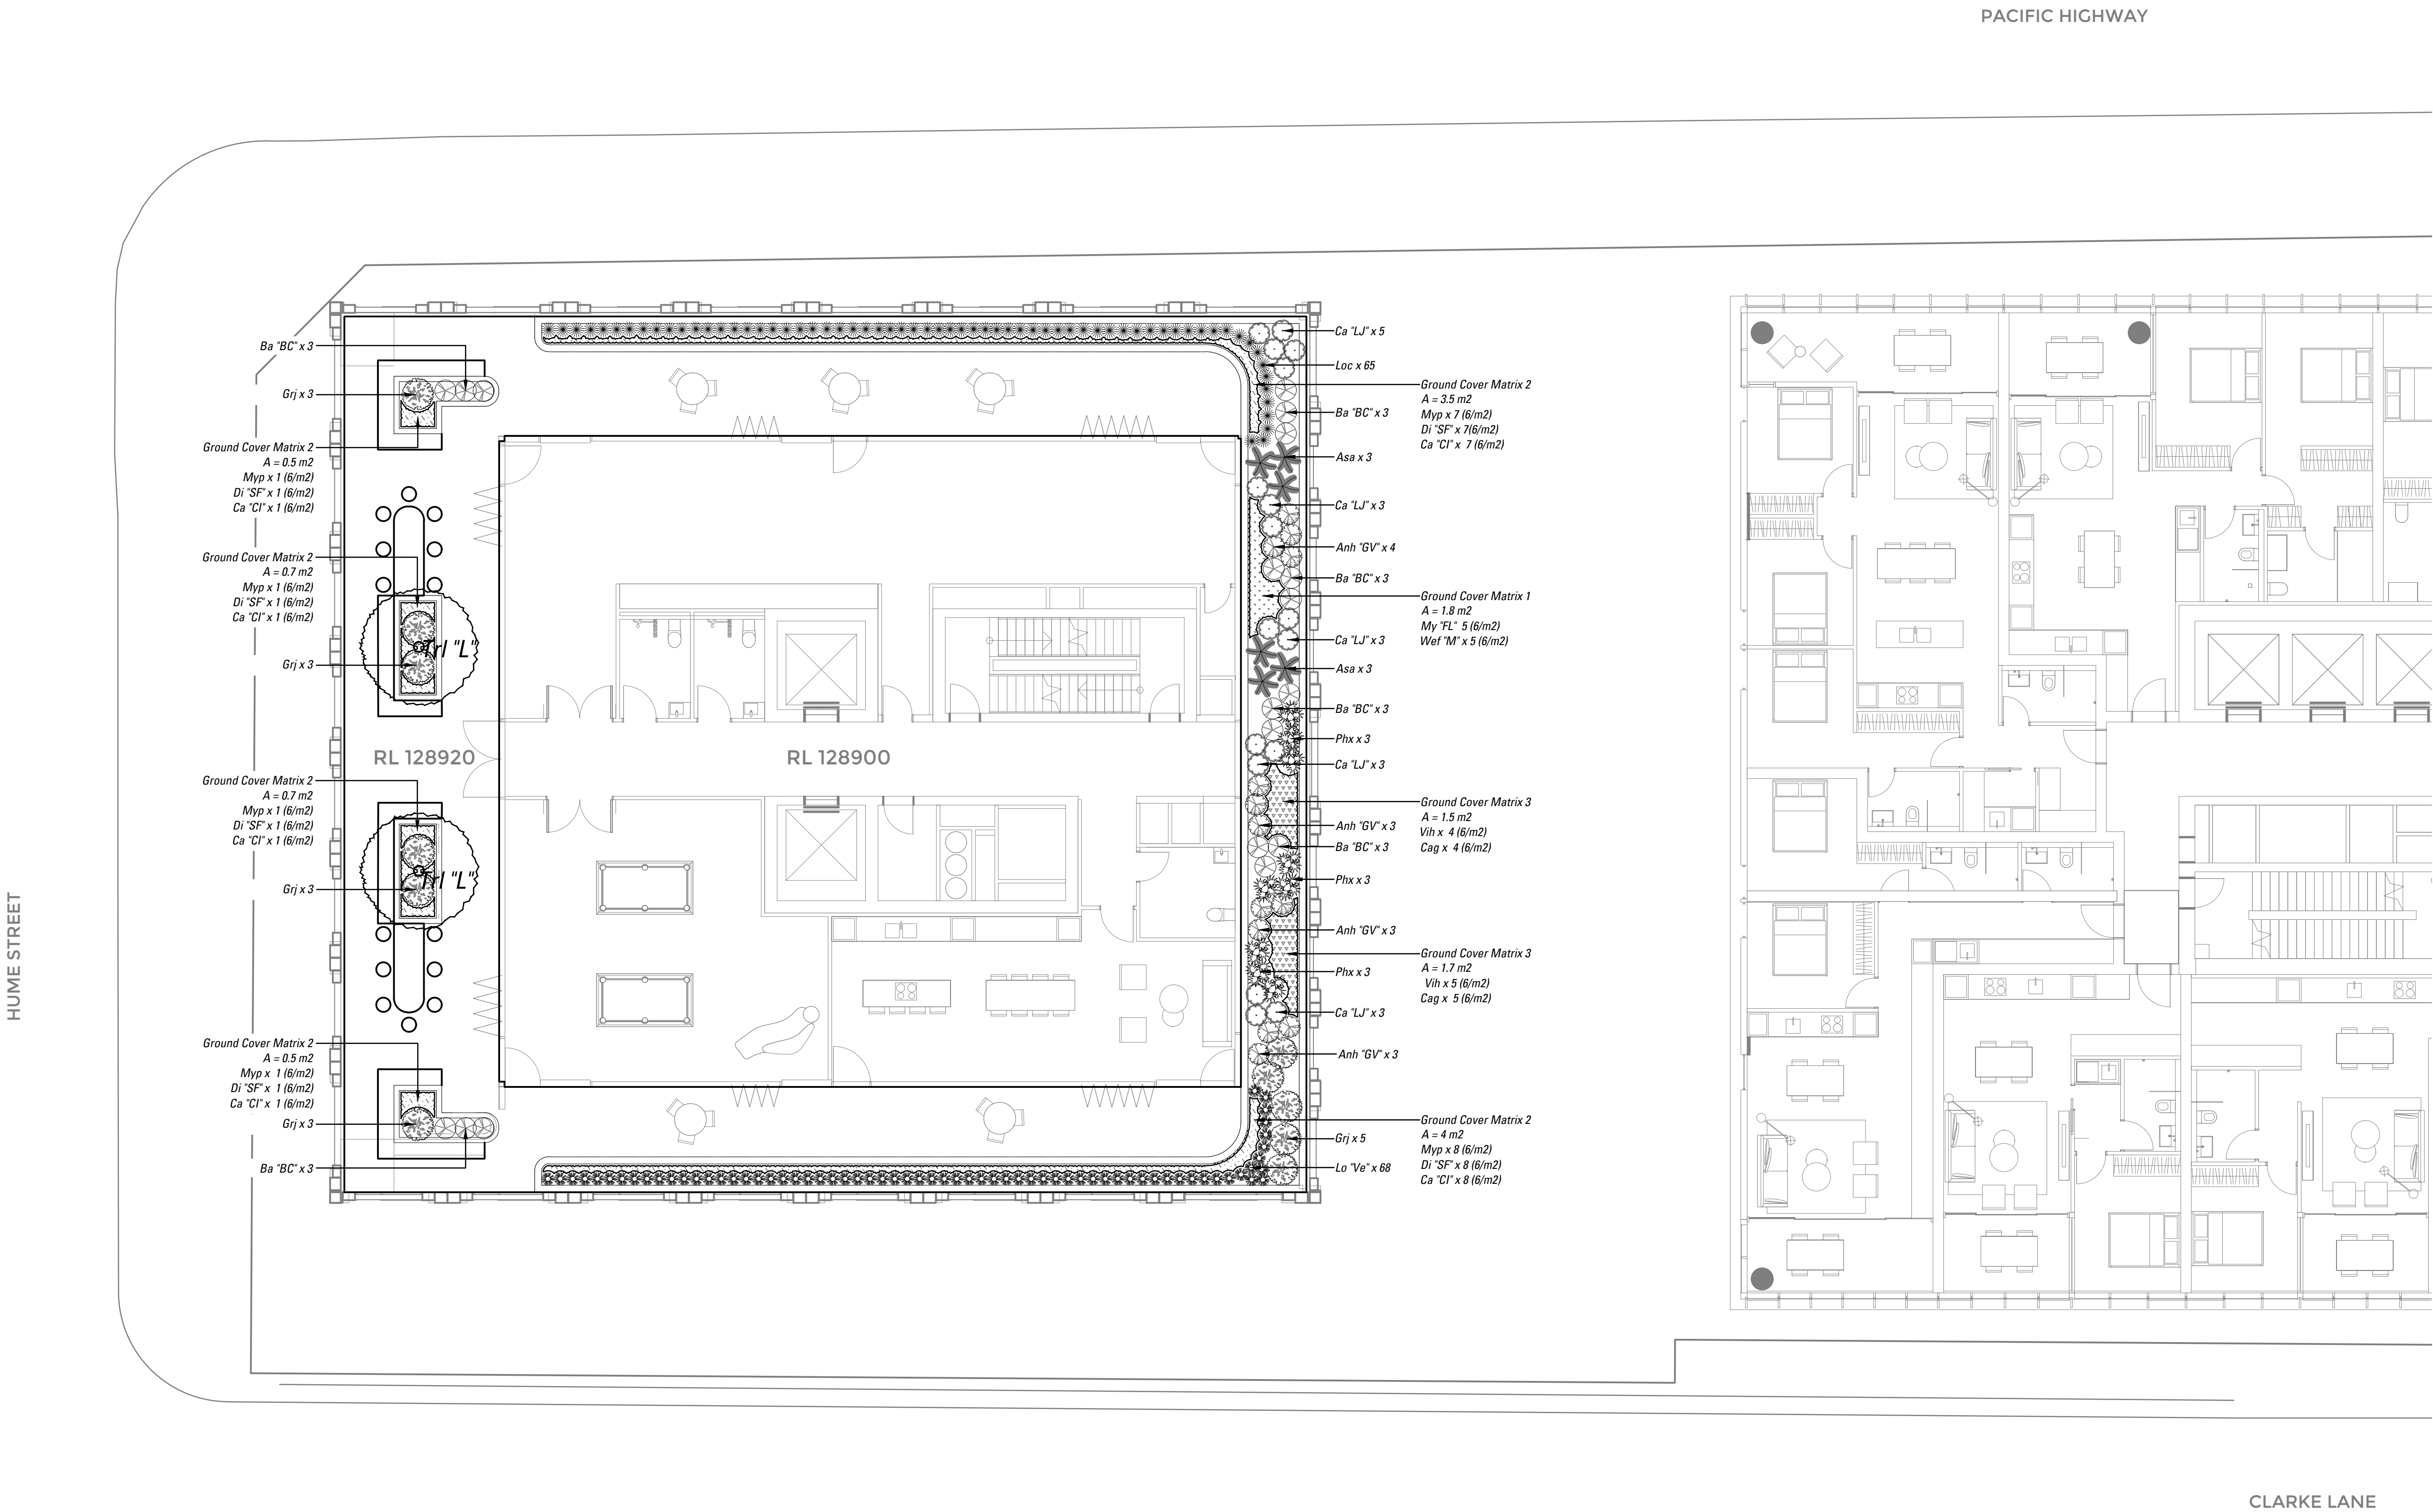 PACIFIC HIGHWAY
Ba "BC" x 3
Grj x 3
Ground Cover Matrix 2
A = 0.5 m2
Myp x 1 (6/m2)
Di "SF" x 1 (6/m2)
Ca "CI" x 1 (6/m2)
Ground Cover Matrix 2
A = 0.7 m2
Myp x 1 (6/m2)
Di "SF" x 1 (6/m2)
Ca "CI" x 1 (6/m2)
Trl "L"
Grj x 3
RL 128920
RL 128900
Ground Cover Matrix 2
A = 0.7 m2
Myp x 1 (6/m2)
Di "SF" x 1 (6/m2)
Ca "CI" x 1 (6/m2)
Trl "L"
Grj x 3
HUME STREET
Ground Cover Matrix 2
A = 0.5 m2
Myp x 1 (6/m2)
Di "SF" x 1 (6/m2)
Ca "CI" x 1 (6/m2)
Grj x 3
Ba "BC" x 3
Ca "LJ" x 5
Loc x 65
Ba "BC" x 3
Asa x 3
Ca "LJ" x 3
Anh "GV" x 4
Ba "BC" x 3
Ca "LJ" x 3
Asa x 3
Ba "BC" x 3
Phx x 3
Ca "LJ" x 3
Anh "GV" x 3
Ba "BC" x 3
Phx x 3
Anh "GV" x 3
Phx x 3
Ca "LJ" x 3
Anh "GV" x 3
Grj x 5
Lo "Ve" x 68
Ground Cover Matrix 2
A = 3.5 m2
Myp x 7 (6/m2)
Di "SF" x 7(6/m2)
Ca "CI" x 7 (6/m2)
Ground Cover Matrix 1
A = 1.8 m2
My "FL" 5 (6/m2)
Wef "M" x 5 (6/m2)
Ground Cover Matrix 3
A = 1.5 m2
Vih x 4 (6/m2)
Cag x 4 (6/m2)
Ground Cover Matrix 3
A = 1.7 m2
Vih x 5 (6/m2)
Cag x 5 (6/m2)
Ground Cover Matrix 2
A = 4 m2
Myp x 8 (6/m2)
Di "SF" x 8 (6/m2)
Ca "CI" x 8 (6/m2)
CLARKE LANE